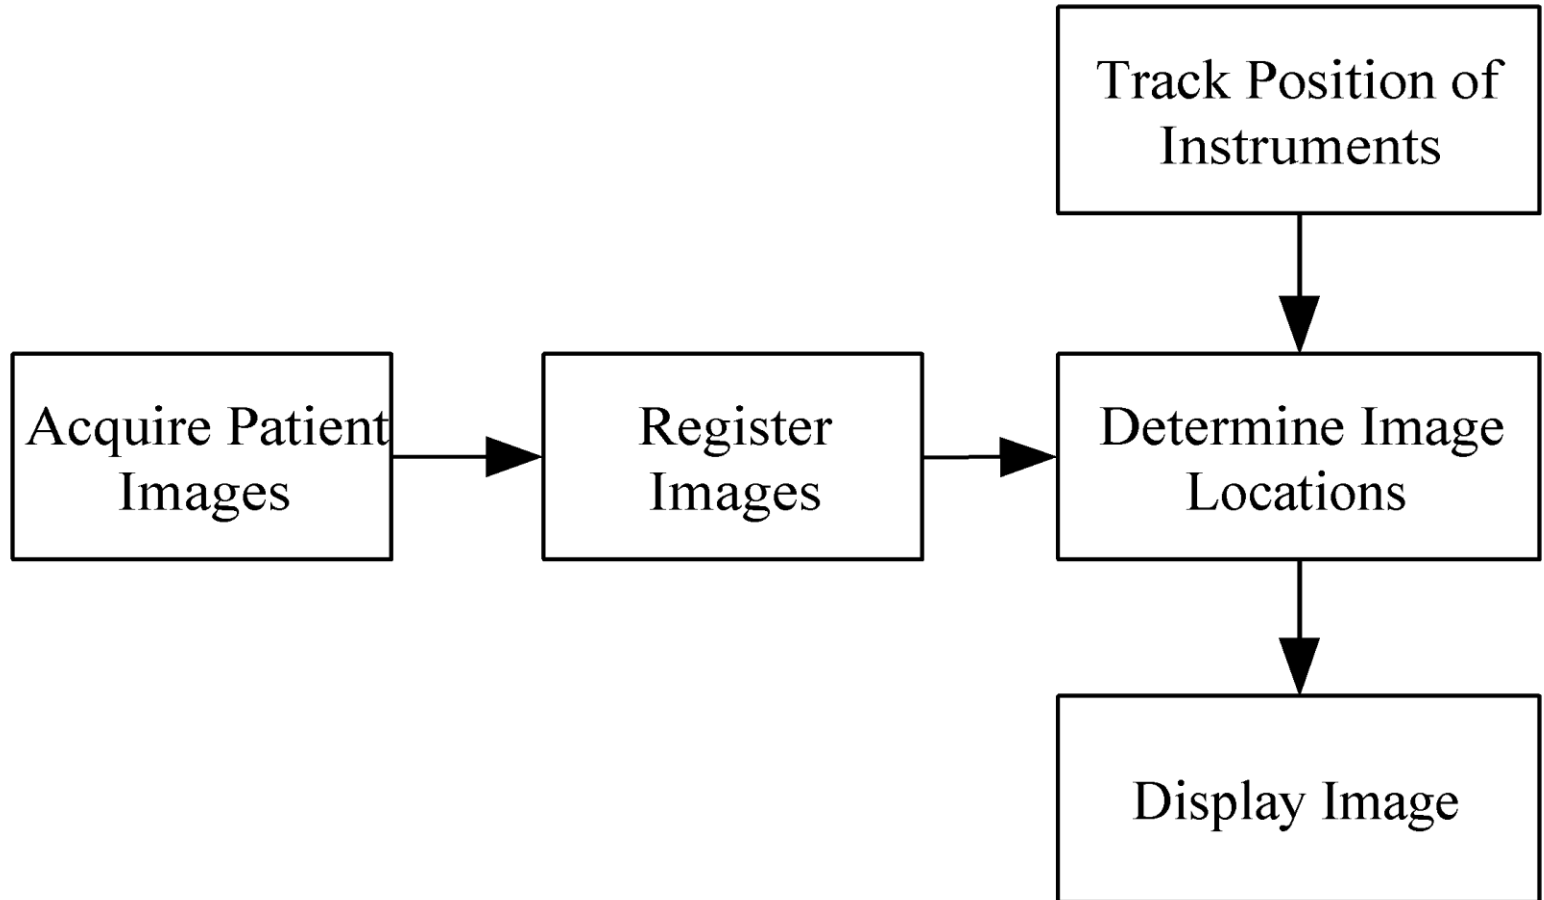 Track Position of
Instruments
Acquire Patient
Images
Register
Images
Determine Image
Locations
Display Image